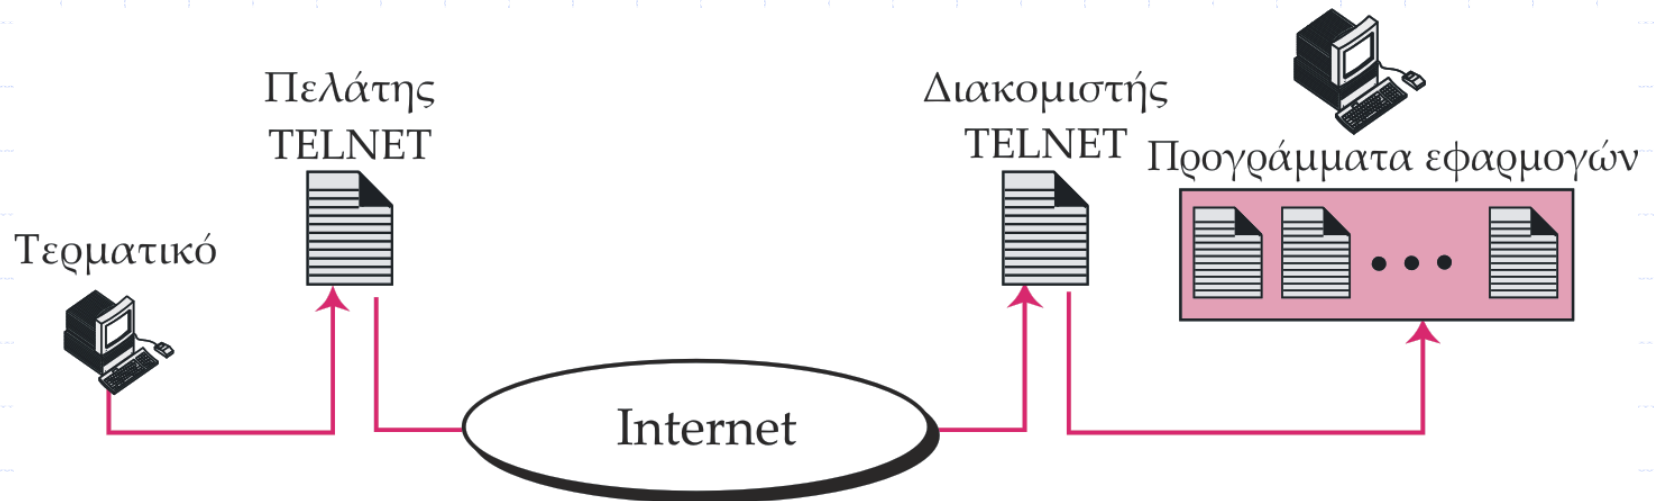 Πελάτης
TELNET
Διακομιστής
TELNET
Προγράμματα εφαρμογών
Τερματικό
Internet